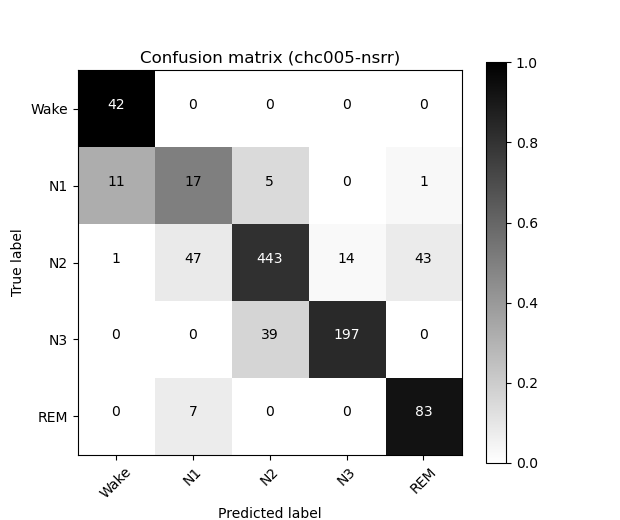 Confusion matrix (chc005-nsrr)
True label
Wake 42 0 0 0 0
N1 11 17 5 0 1
N2 1 47 443 14 43
N3 0 0 39 197 0
REM 0 7 0 0 83
Wake N1 N2 N3 REM
Predicted label
1.0
0.8
0.6
0.4
0.2
0.0